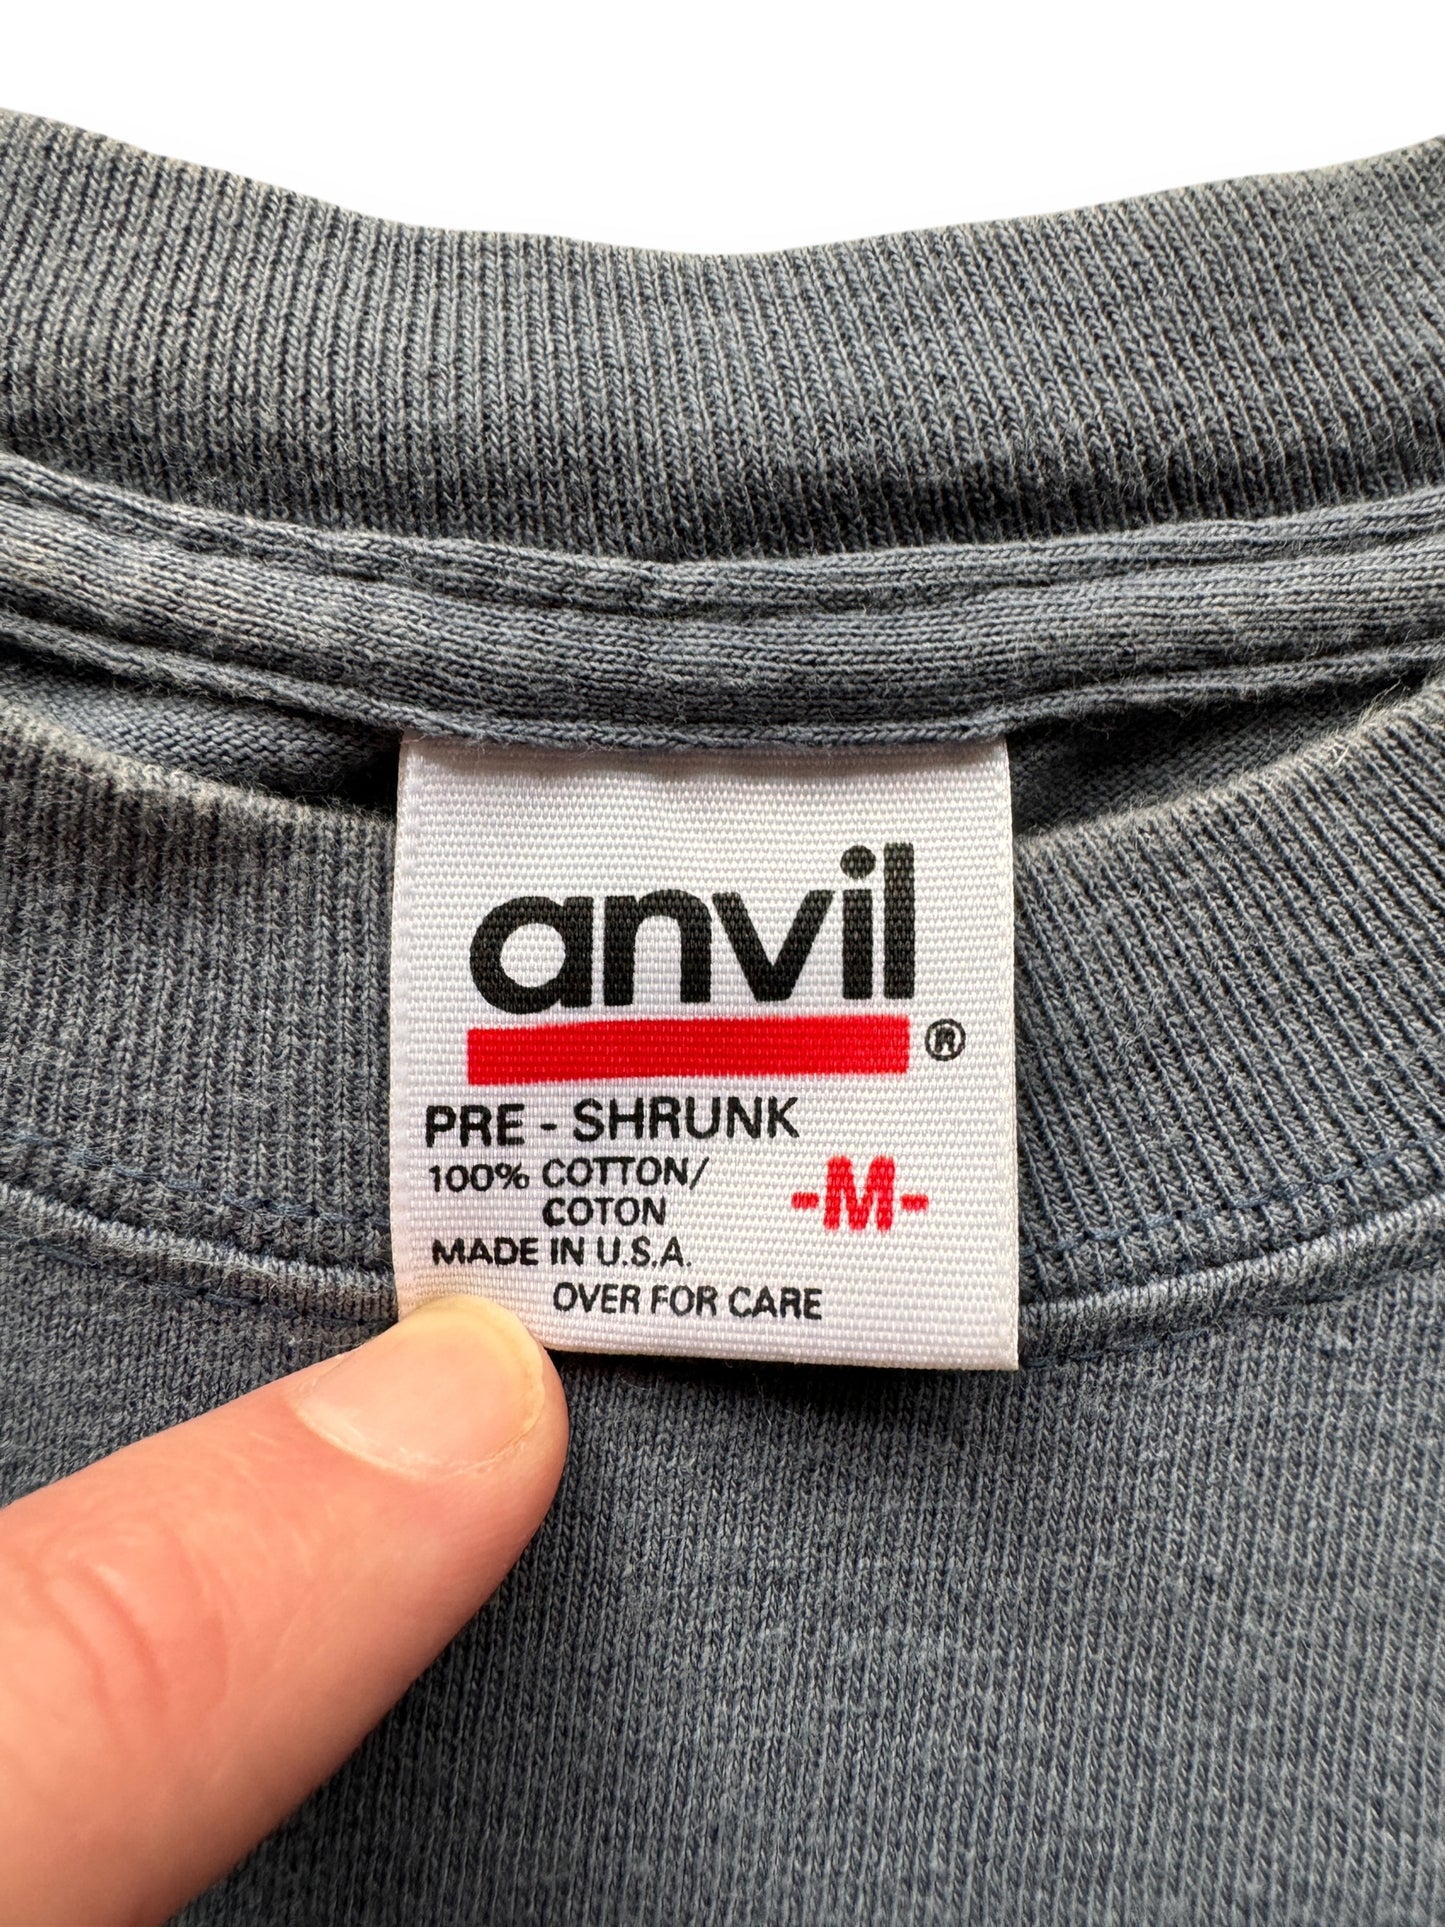 anvil®
PRE - SHRUNK
100% COTTON/
COTON
-M-
MADE IN U.S.A.
OVER FOR CARE